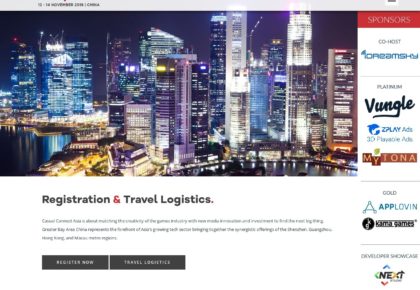 12 - 14 NOVEMBER 2018 | CHINA
SPONSORS
CO-HOST
iDREAMSKY
PLATINUM
Vungle
ZPLAY Ads
3D Playable Ads
MYTONA
GOLD
APPLOVIN
kama games
DEVELOPER SHOWCASE
NEXT
Registration & Travel Logistics.
Casual Connect Asia is about matching the creativity of the games industry with new media innovation and investment to find the next big thing.
Greater Bay Area China represents the forefront of Asia's growing tech sector bringing together the synergistic offerings of the Shenzhen, Guangzhou,
Hong Kong, and Macau metro regions.
REGISTER NOW
TRAVEL LOGISTICS